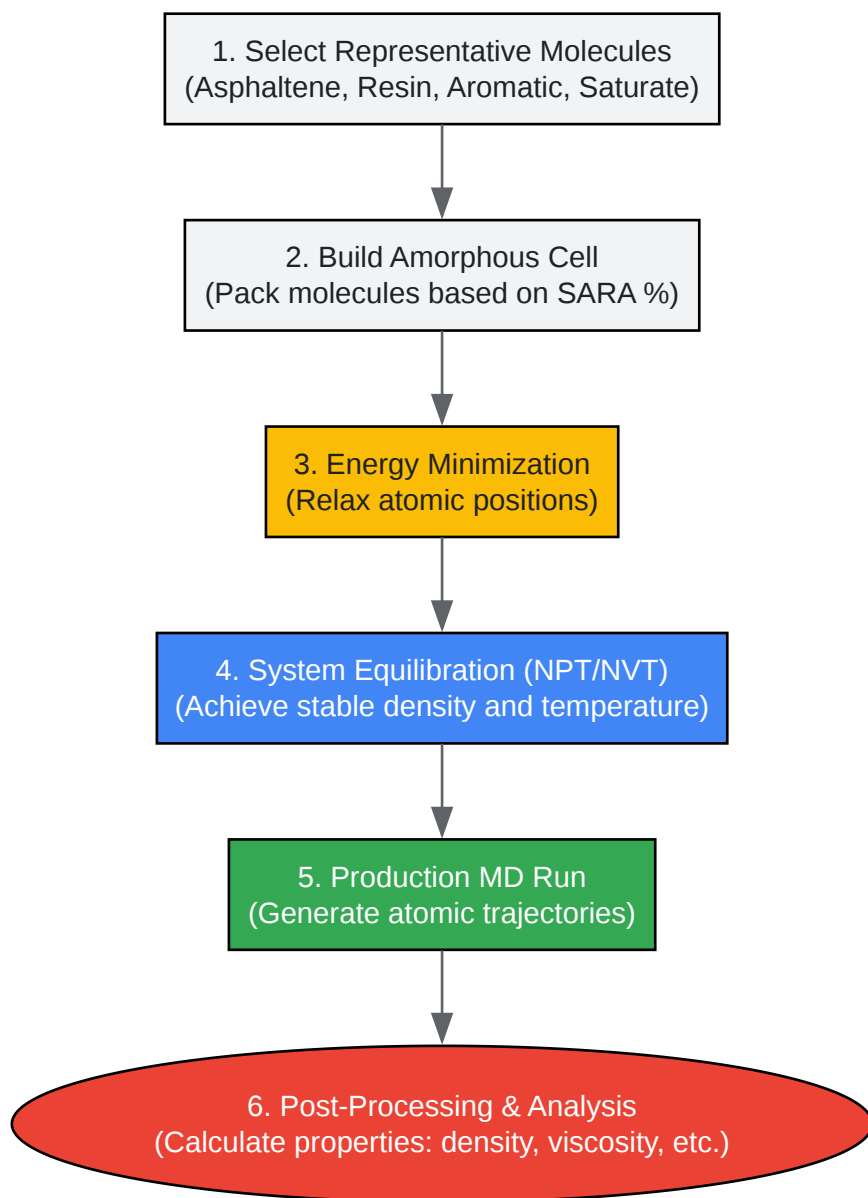 1. Select Representative Molecules
(Asphaltene, Resin, Aromatic, Saturate)
2. Build Amorphous Cell
(Pack molecules based on SARA %)
3. Energy Minimization
(Relax atomic positions)
4. System Equilibration (NPT/NVT)
(Achieve stable density and temperature)
5. Production MD Run
(Generate atomic trajectories)
6. Post-Processing & Analysis
(Calculate properties: density, viscosity, etc.)